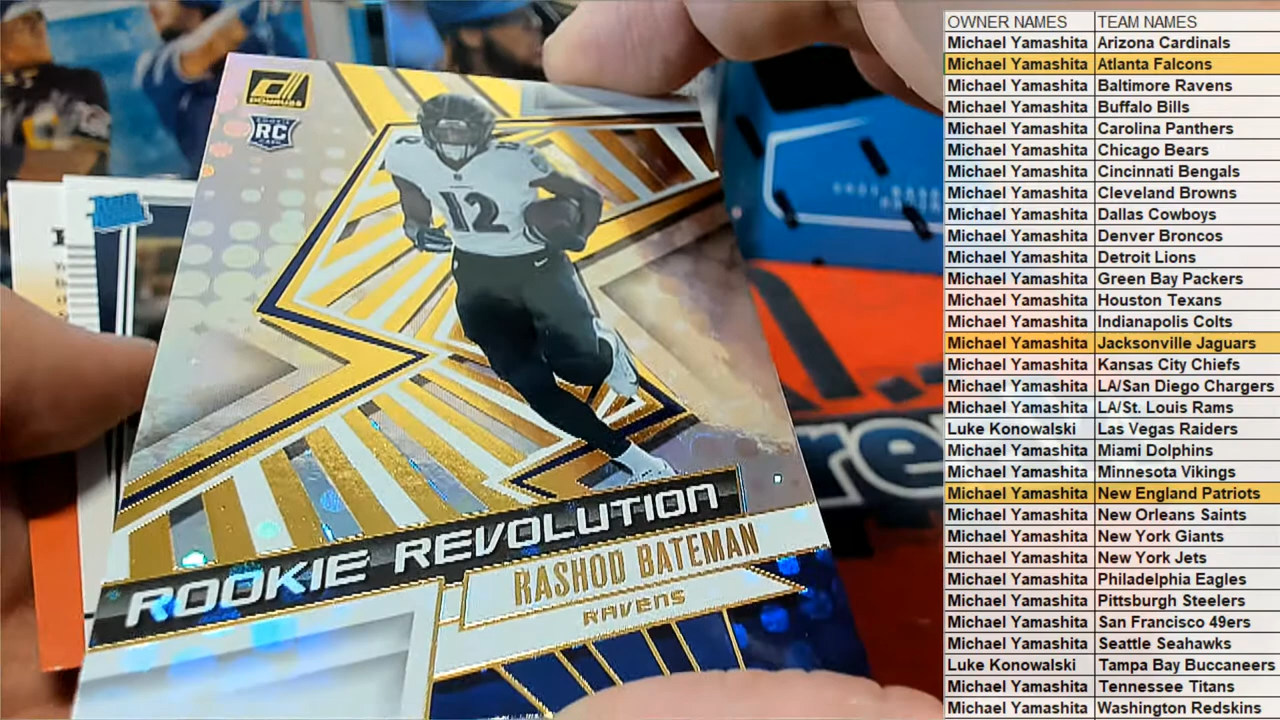 DONRUSS
ROOKIE
RC
CARD
12
ROOKIE REVOLUTION
RASHOD BATEMAN
RAVENS
OWNER NAMES TEAM NAMES
Michael Yamashita Arizona Cardinals
Michael Yamashita Atlanta Falcons
Michael Yamashita Baltimore Ravens
Michael Yamashita Buffalo Bills
Michael Yamashita Carolina Panthers
Michael Yamashita Chicago Bears
Michael Yamashita Cincinnati Bengals
Michael Yamashita Cleveland Browns
Michael Yamashita Dallas Cowboys
Michael Yamashita Denver Broncos
Michael Yamashita Detroit Lions
Michael Yamashita Green Bay Packers
Michael Yamashita Houston Texans
Michael Yamashita Indianapolis Colts
Michael Yamashita Jacksonville Jaguars
Michael Yamashita Kansas City Chiefs
Michael Yamashita LA/San Diego Chargers
Michael Yamashita LA/St. Louis Rams
Luke Konowalski Las Vegas Raiders
Michael Yamashita Miami Dolphins
Michael Yamashita Minnesota Vikings
Michael Yamashita New England Patriots
Michael Yamashita New Orleans Saints
Michael Yamashita New York Giants
Michael Yamashita New York Jets
Michael Yamashita Philadelphia Eagles
Michael Yamashita Pittsburgh Steelers
Michael Yamashita San Francisco 49ers
Michael Yamashita Seattle Seahawks
Luke Konowalski Tampa Bay Buccaneers
Michael Yamashita Tennessee Titans
Michael Yamashita Washington Redskins